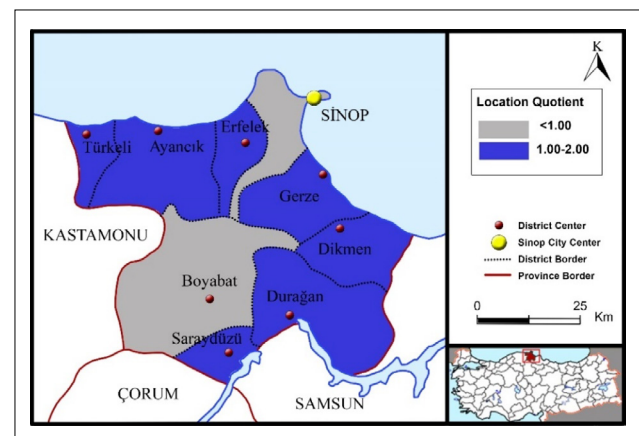 K
SİNOP
Erfelek
Türkeli
Ayancık
Gerze
KASTAMONU
Dikmen
Boyabat
Durağan
Saraydüzü
ÇORUM
SAMSUN
Location Quotient
<1.00
1.00-2.00
District Center
Sinop City Center
District Border
Province Border
0 25
Km